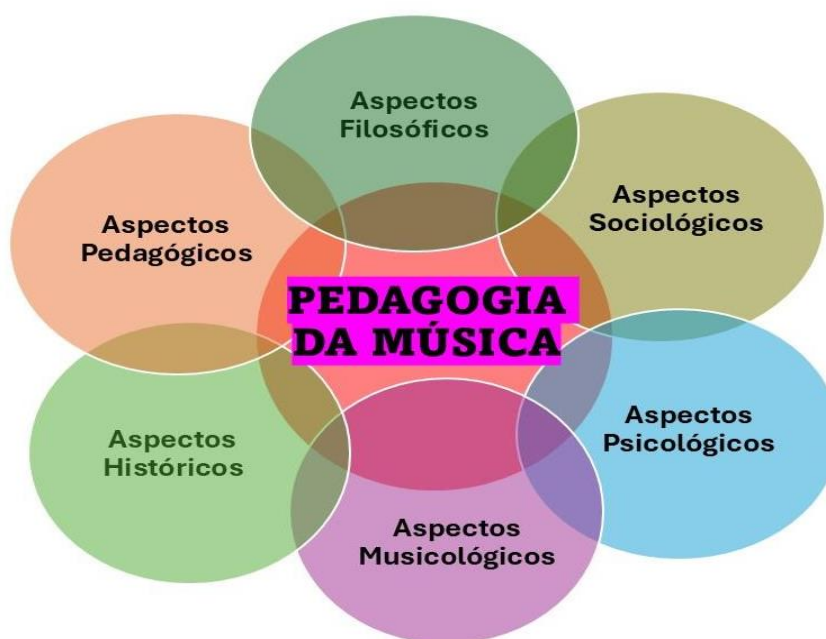 Aspectos
Filosóficos
Aspectos
Sociológicos
Aspectos
Pedagógicos
PEDAGOGIA
DA MÚSICA
Aspectos
Psicológicos
Aspectos
Históricos
Aspectos
Musicológicos